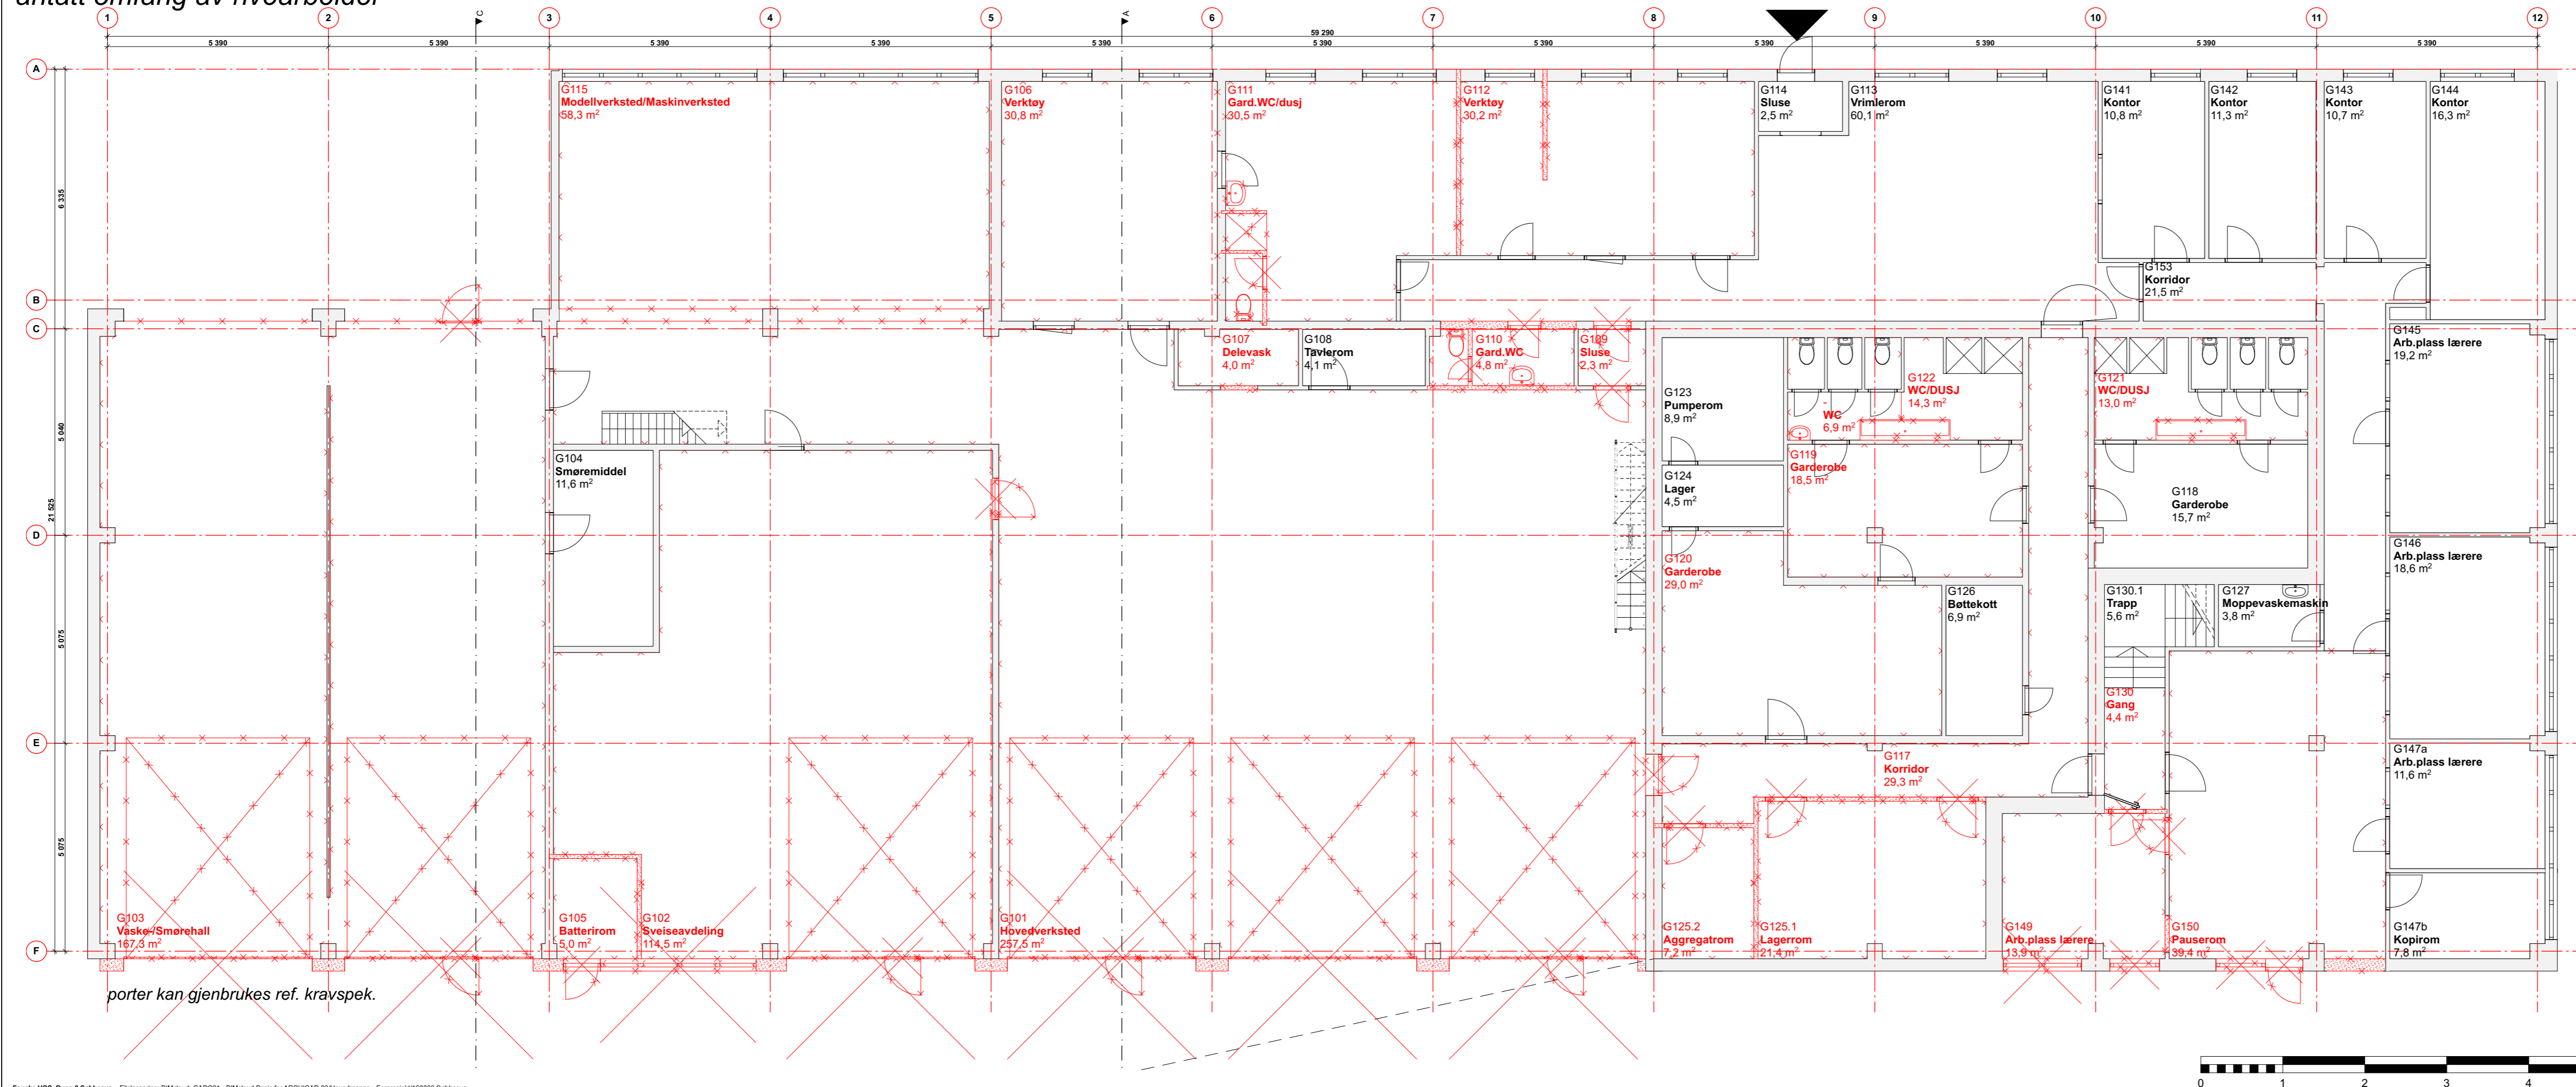 antatt omfang av rivearbeider
1 2 C 3 4 5 A 6 7 8 9 10 11 12
59 290
5 390 5 390 5 390 5 390 5 390 5 390 5 390 5 390 5 390 5 390 5 390
A
B
C
D
E
F
6 335
5 040
21 525
5 075
5 075
G115
Modellverksted/Maskinverksted
58,3 m²
G106
Verktøy
30,8 m²
G111
Gard.WC/dusj
30,5 m²
G112
Verktøy
30,2 m²
G114
Sluse
2,5 m²
G113
Vrimlerom
60,1 m²
G141
Kontor
10,8 m²
G142
Kontor
11,3 m²
G143
Kontor
10,7 m²
G144
Kontor
16,3 m²
G153
Korridor
21,5 m²
G107
Delevask
4,0 m²
G108
Tavlerom
4,1 m²
G110
Gard.WC
4,8 m²
G109
Sluse
2,3 m²
G123
Pumperom
8,9 m²
-
WC
6,9 m²
G122
WC/DUSJ
14,3 m²
G121
WC/DUSJ
13,0 m²
G145
Arb.plass lærere
19,2 m²
G104
Smøremiddel
11,6 m²
G124
Lager
4,5 m²
G119
Garderobe
18,5 m²
G118
Garderobe
15,7 m²
G120
Garderobe
29,0 m²
G126
Bøttekott
6,9 m²
G130.1
Trapp
5,6 m²
G127
Moppevaskemaskin
3,8 m²
G146
Arb.plass lærere
18,6 m²
G130
Gang
4,4 m²
G117
Korridor
29,3 m²
G147a
Arb.plass lærere
11,6 m²
G103
Vaske-/Smørehall
167,3 m²
G105
Batterirom
5,0 m²
G102
Sveiseavdeling
114,5 m²
G101
Hovedverksted
257,5 m²
G125.2
Aggregatrom
7,2 m²
G125.1
Lagerrom
21,4 m²
G149
Arb.plass lærere
13,9 m²
G150
Pauserom
39,4 m²
G147b
Kopirom
7,8 m²
porter kan gjenbrukes ref. kravspek.
0 1 2 3 4